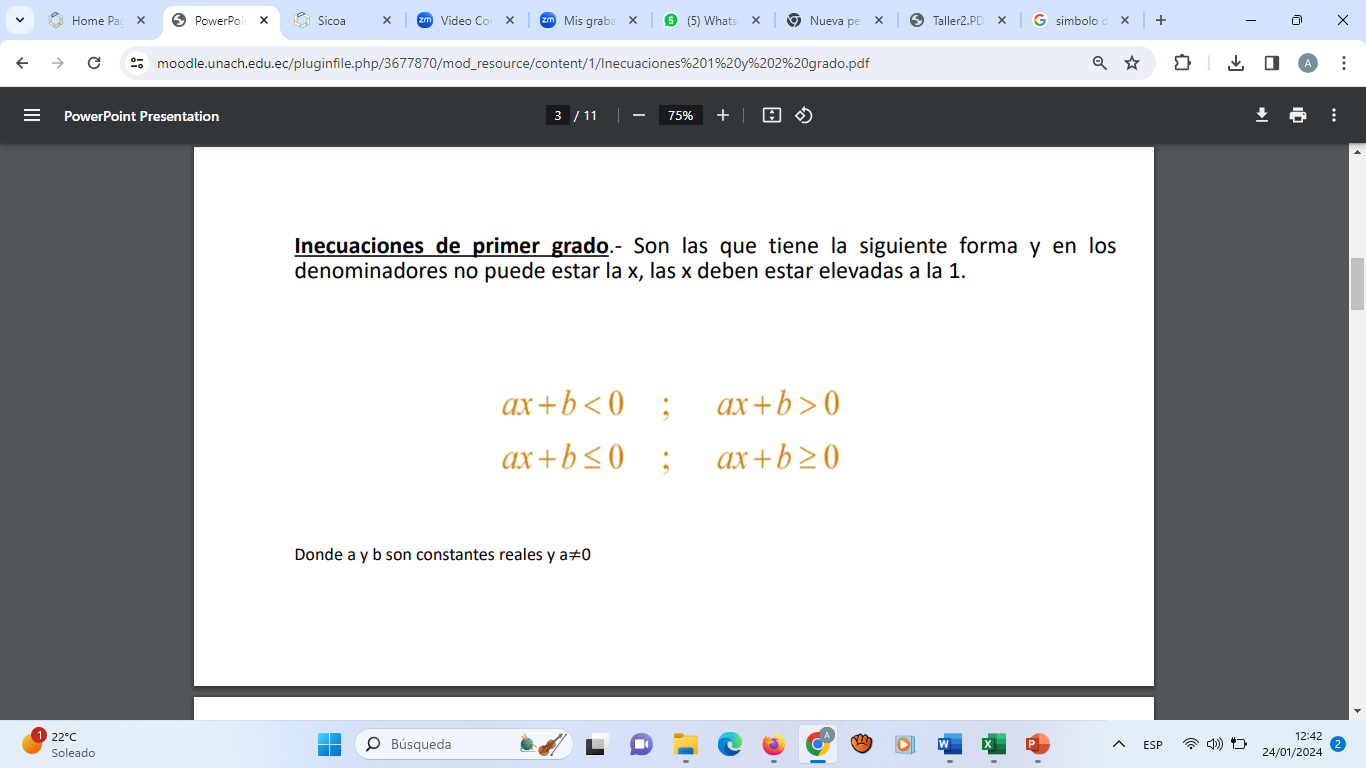 Home Pag
PowerPoin
Sicoa
Video Cor
Mis graba
(5) Whats
Nueva pe
Taller2.PD
simbolo d
moodle.unach.edu.ec/pluginfile.php/3677870/mod_resource/content/1/Inecuaciones%201%20y%202%20grado.pdf
A
PowerPoint Presentation
3 / 11
75%
Inecuaciones de primer grado.- Son las que tiene la siguiente forma y en los
denominadores no puede estar la x, las x deben estar elevadas a la 1.
ax + b < 0 ; ax + b > 0
ax + b ≤ 0 ; ax + b ≥ 0
Donde a y b son constantes reales y a≠0
1
22°C
Soleado
Búsqueda
A
ESP
12:42
24/01/2024
2